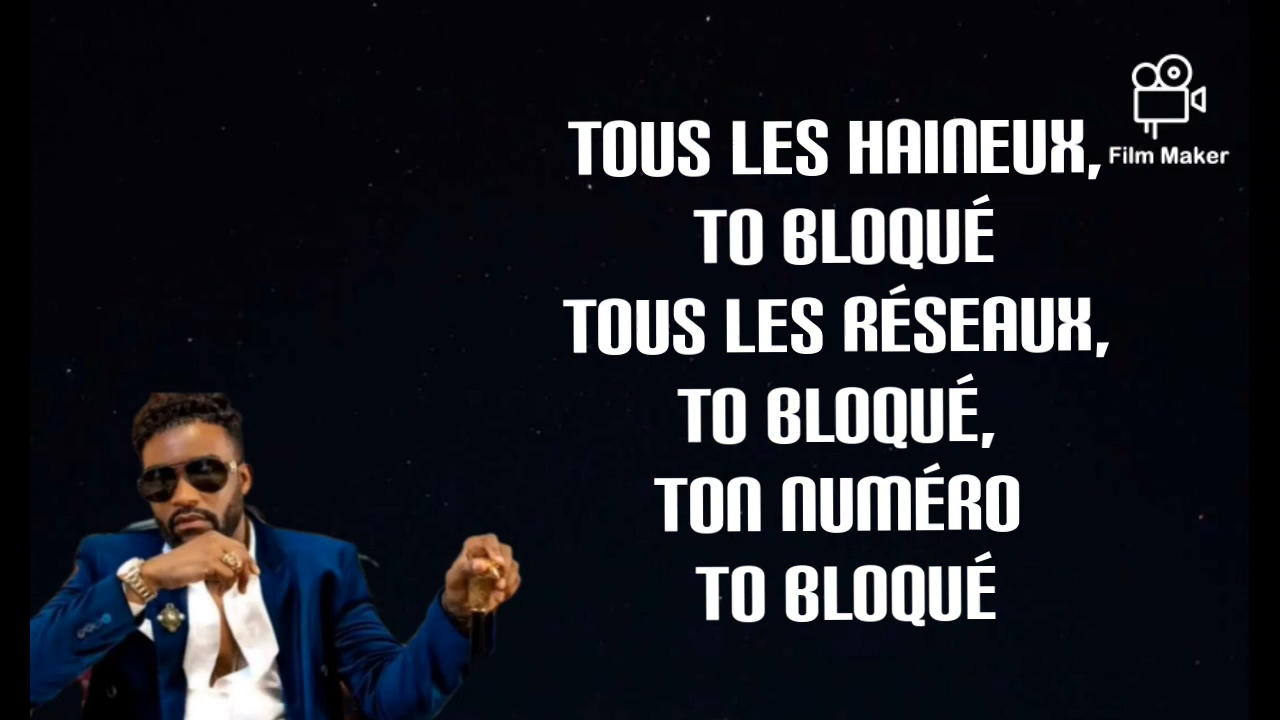 TOUS LES HAINEUX,
TO BLOQUÉ
TOUS LES RÉSEAUX,
TO BLOQUÉ,
TON NUMÉRO
TO BLOQUÉ
Film Maker